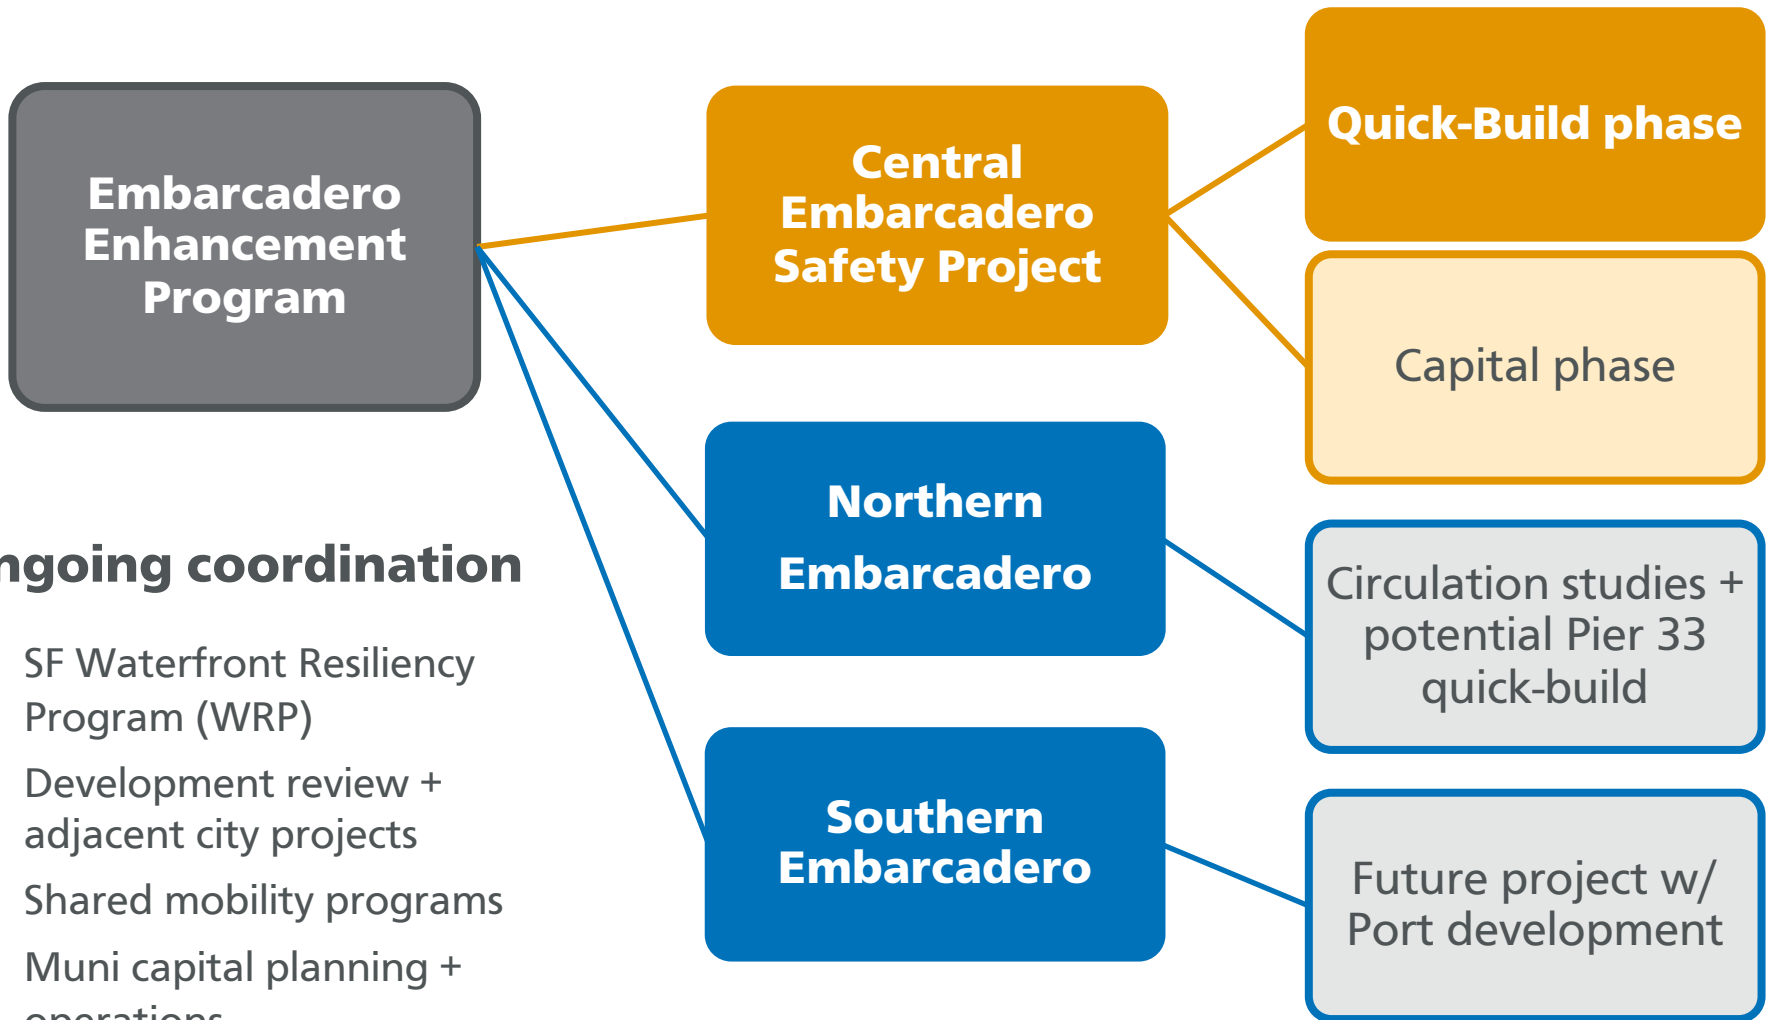 Embarcadero
Enhancement
Program
Central
Embarcadero
Safety Project
Quick-Build phase
Capital phase
Northern
Embarcadero
Circulation studies +
potential Pier 33
quick-build
Southern
Embarcadero
Future project w/
Port development
ngoing coordination
SF Waterfront Resiliency
Program (WRP)
Development review +
adjacent city projects
Shared mobility programs
Muni capital planning +
operations